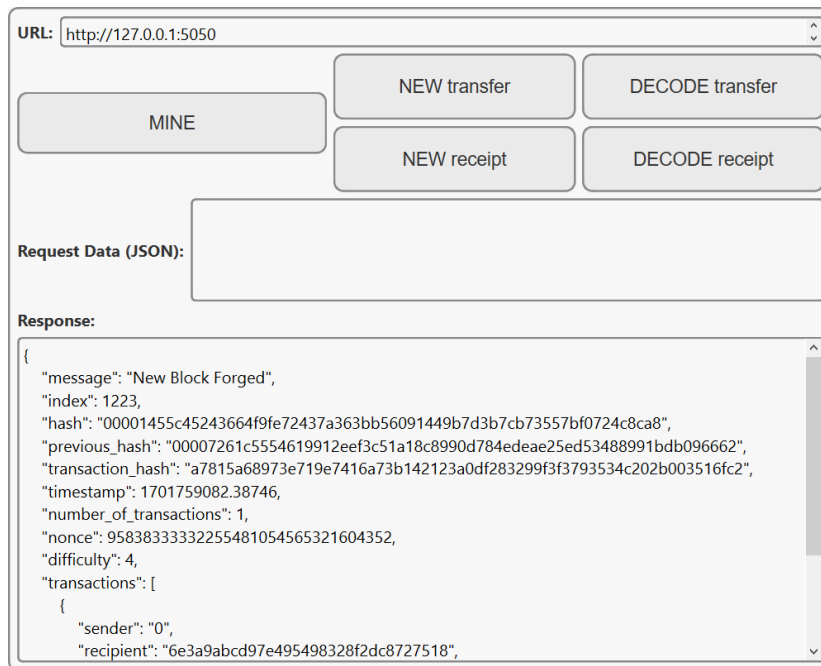 URL: http://127.0.0.1:5050
MINE
NEW transfer
DECODE transfer
NEW receipt
DECODE receipt
Request Data (JSON):
Response:
{
"message": "New Block Forged",
"index": 1223,
"hash": "00001455c45243664f9fe72437a363bb56091449b7d3b7cb73557bf0724c8ca8",
"previous_hash": "00007261c5554619912eef3c51a18c8990d784edeae25ed53488991bdb096662",
"transaction_hash": "a7815a68973e719e7416a73b142123a0df283299f3f3793534c202b003516fc2",
"timestamp": 1701759082.38746,
"number_of_transactions": 1,
"nonce": 95838333332255481054565321604352,
"difficulty": 4,
"transactions": [
{
"sender": "0",
"recipient": "6e3a9abcd97e495498328f2dc8727518",